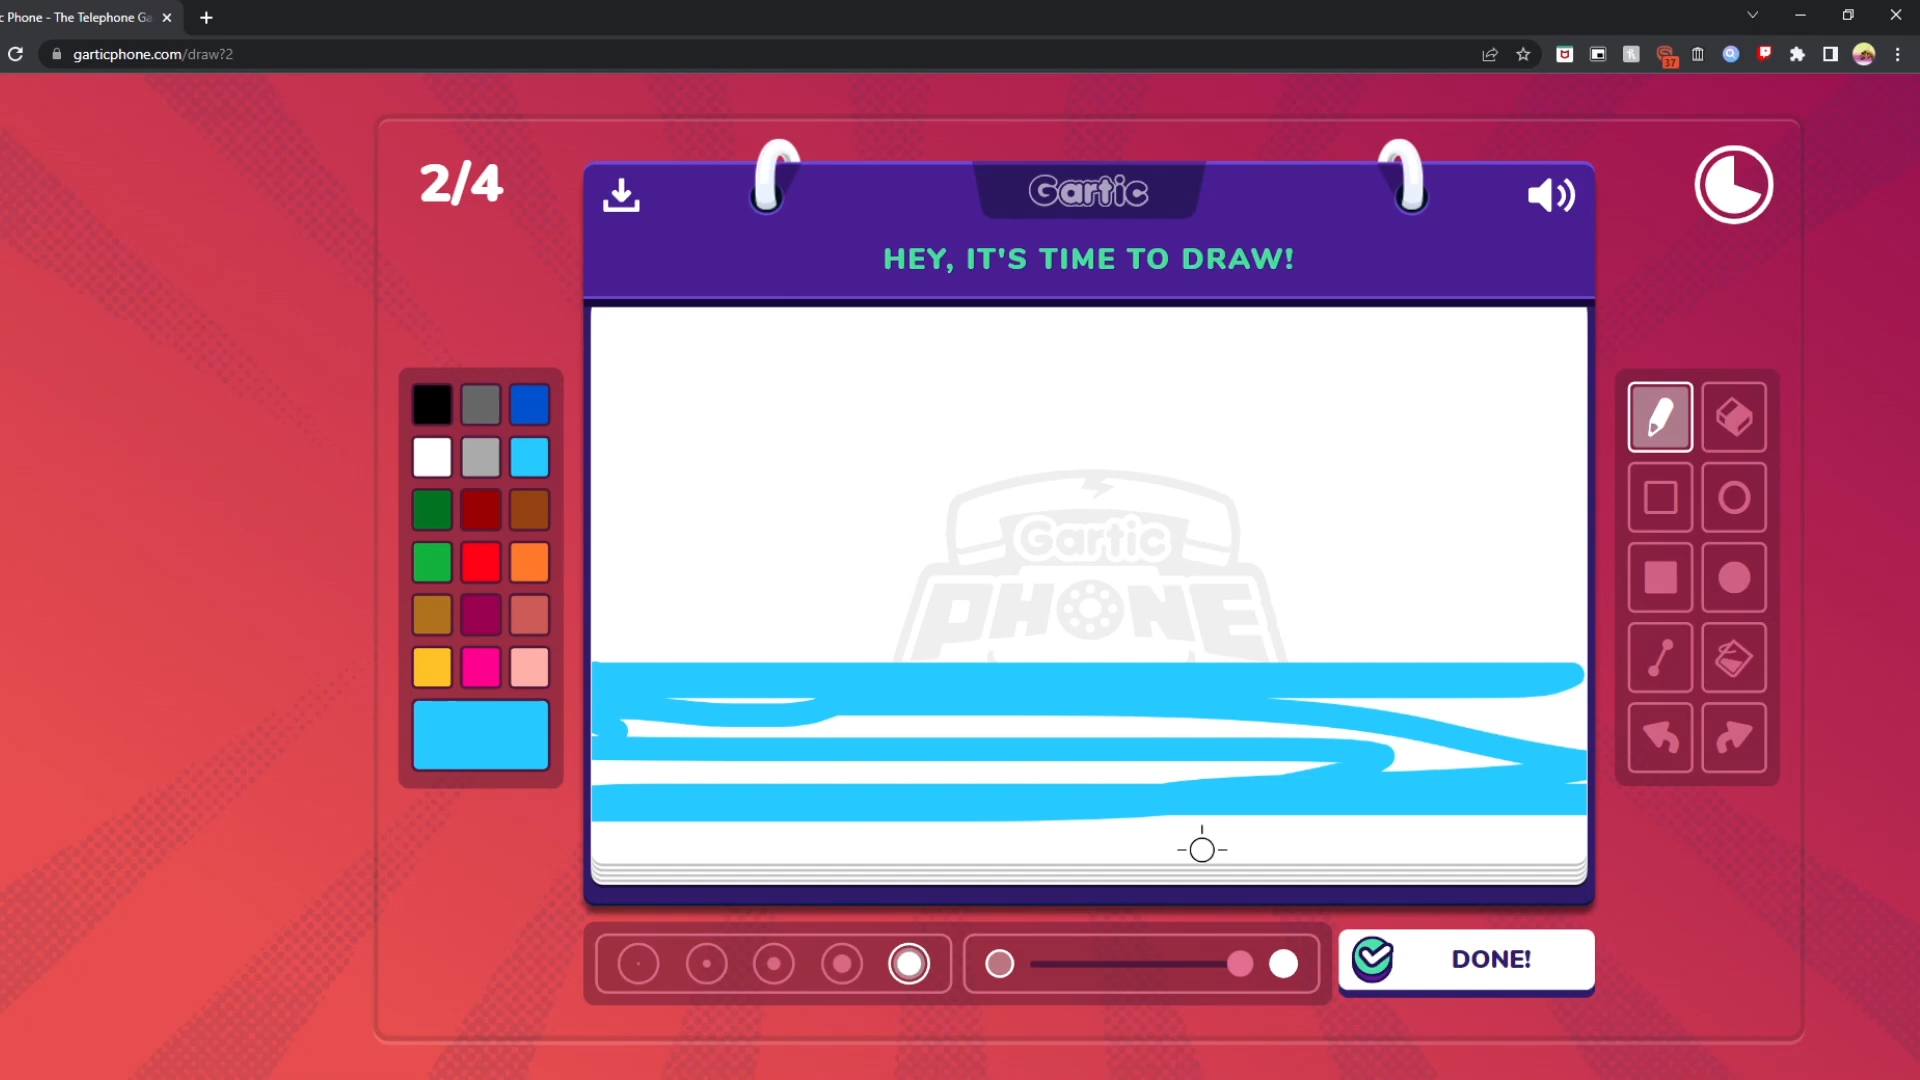 c Phone - The Telephone Ga
garticphone.com/draw?2
37
2/4
Gartic
HEY, IT'S TIME TO DRAW!
Gartic
PHONE
DONE!